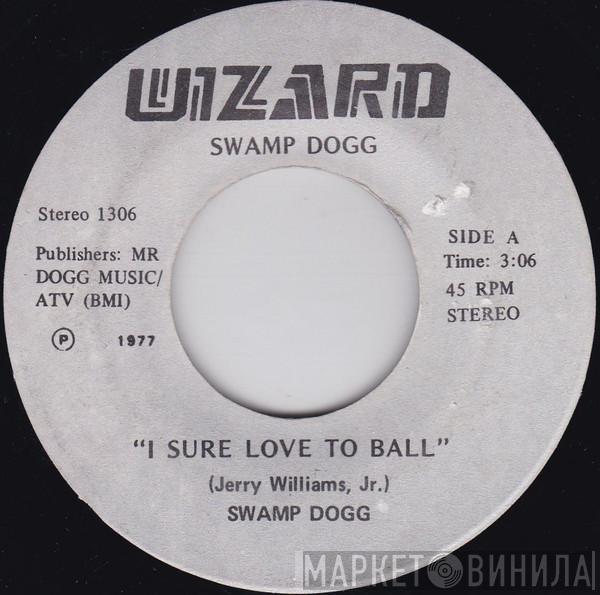 WIZARD
SWAMP DOGG
Stereo 1306
Publishers: MR
DOGG MUSIC/
ATV (BMI)
Ⓟ 1977
SIDE A
Time: 3:06
45 RPM
STEREO
"I SURE LOVE TO BALL"
(Jerry Williams, Jr.)
SWAMP DOGG
МАРКЕТ ВИНИЛА